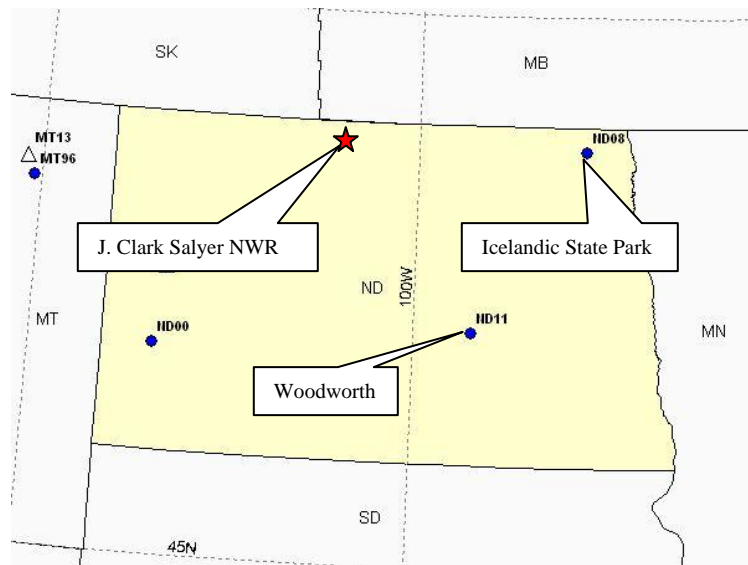 SK
MB
MT13
MT96
ND08
J. Clark Salyer NWR
Icelandic State Park
ND
100W
MT
ND00
ND11
MN
Woodworth
SD
45N